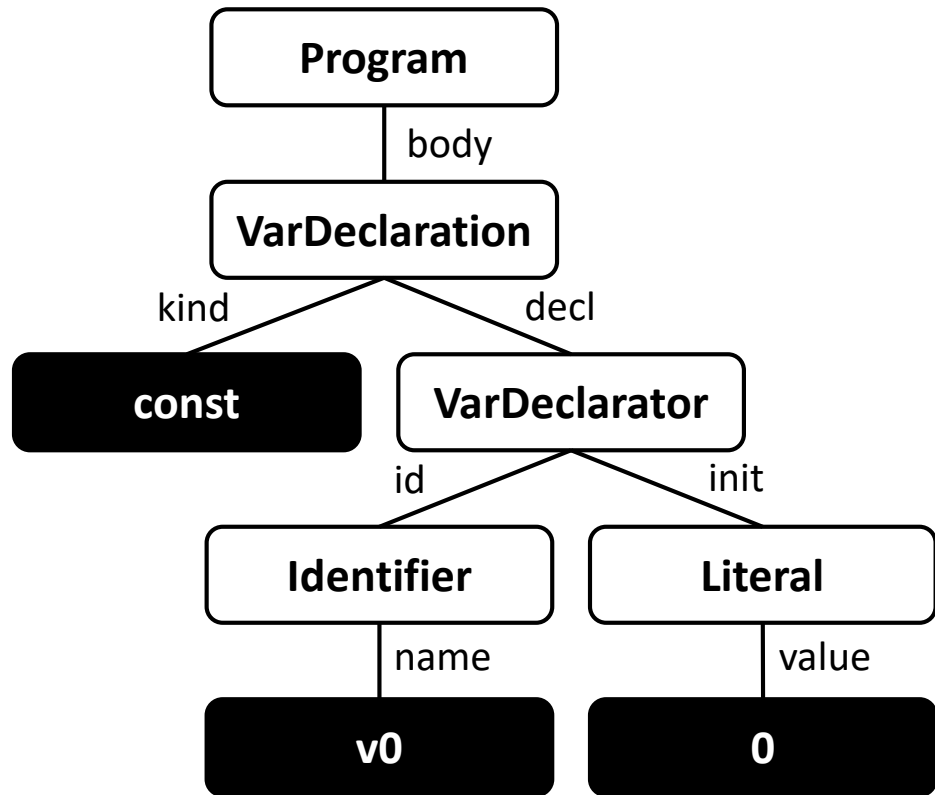 Program
body
VarDeclaration
kind
decl
const
VarDeclarator
id
init
Identifier
Literal
name
value
v0
0